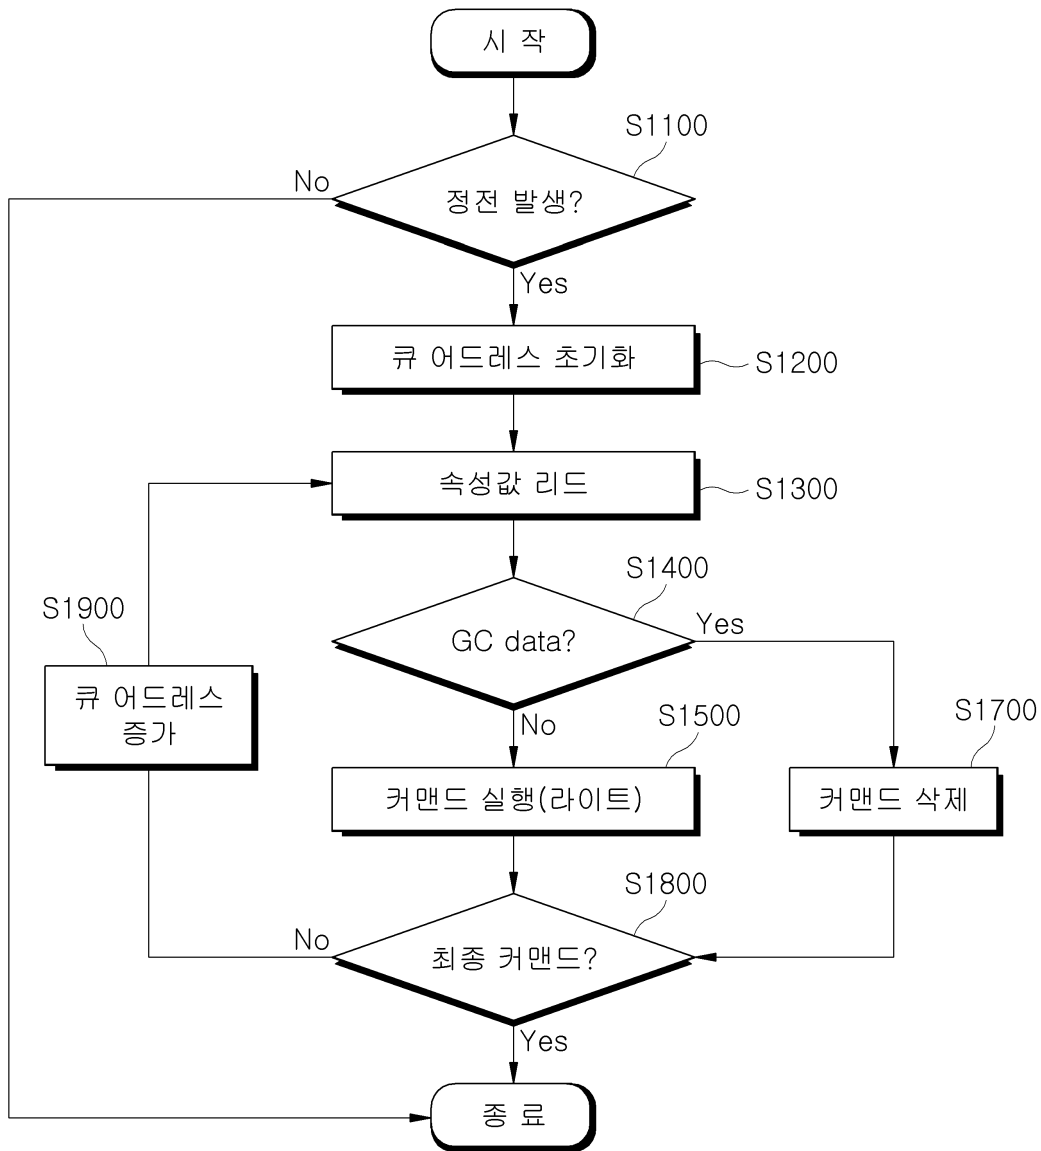 시 작
S1100
No
정전 발생?
Yes
큐 어드레스 초기화
S1200
속성값 리드
S1300
S1400
GC data?
Yes
S1900
큐 어드레스
증가
No
S1500
S1700
커맨드 실행(라이트)
커맨드 삭제
S1800
No
최종 커맨드?
Yes
종 료